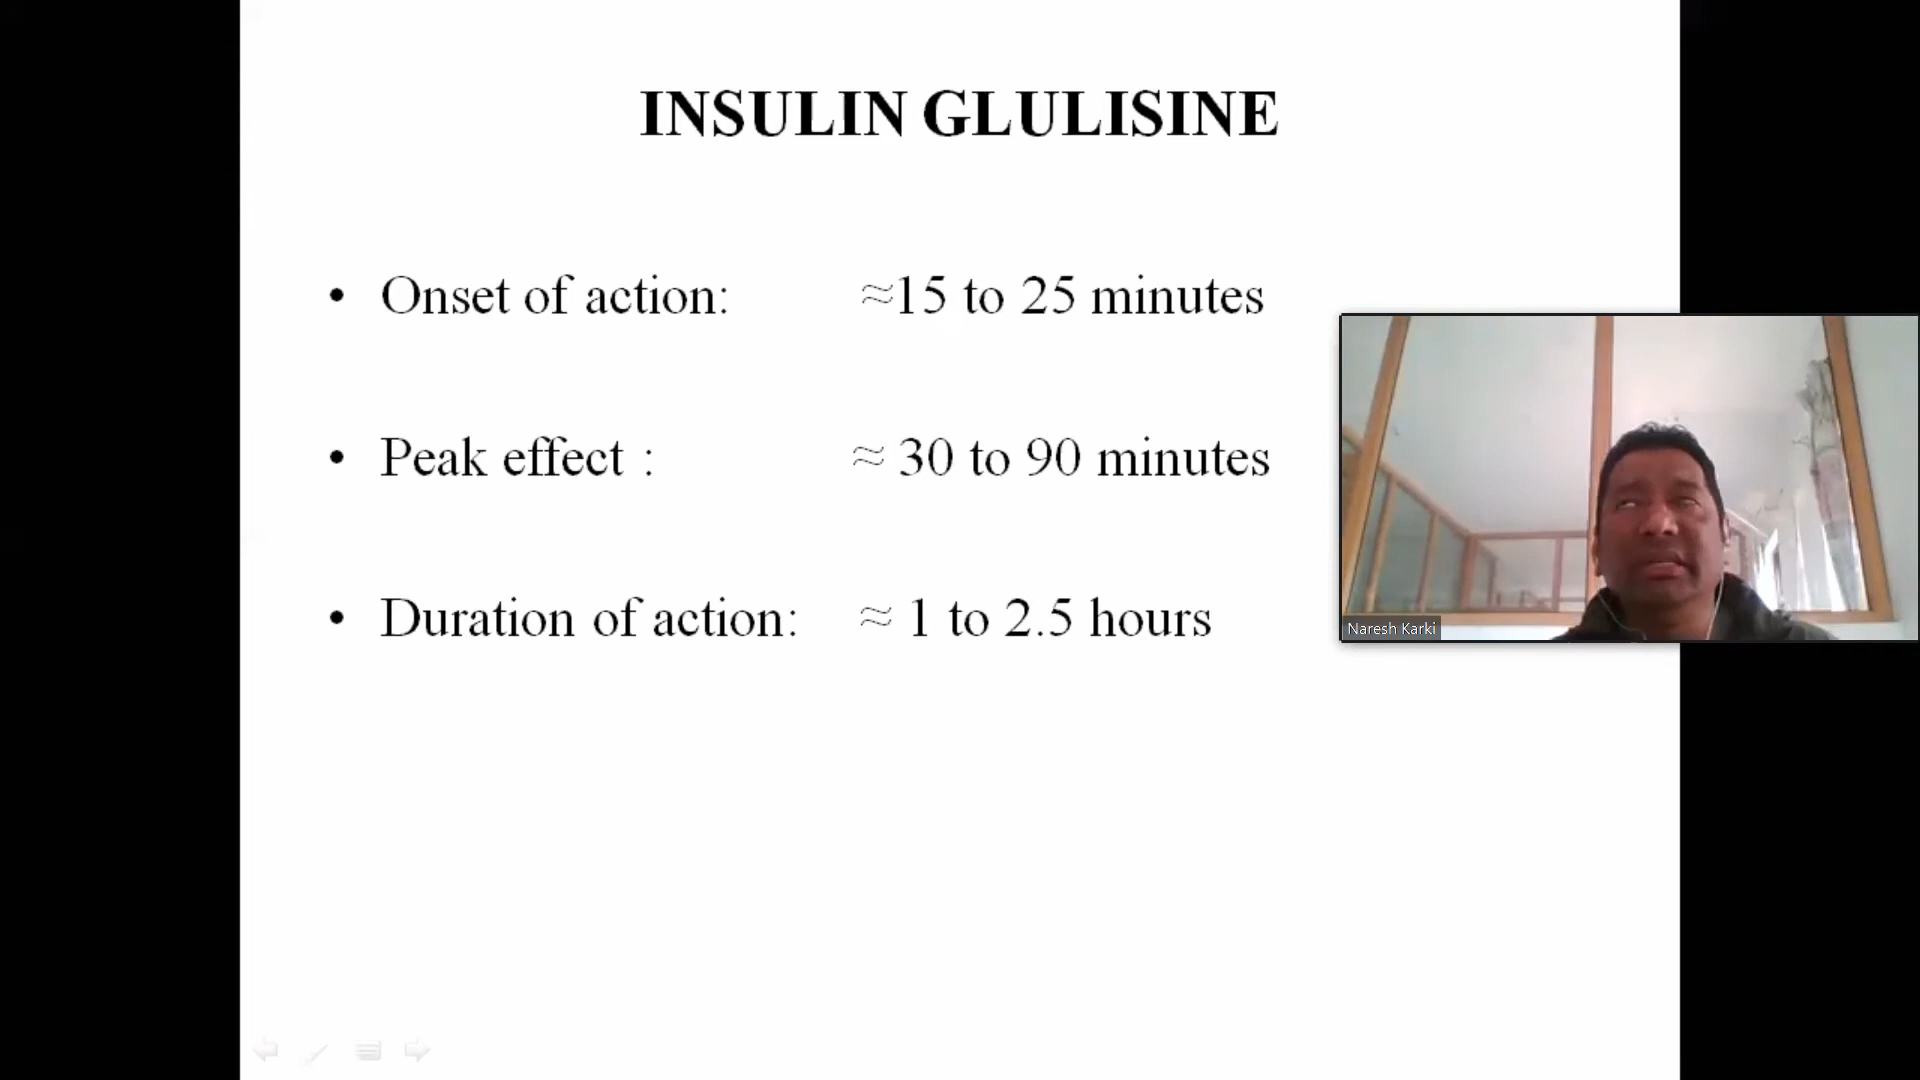 INSULIN GLULISINE
• Onset of action: ≈15 to 25 minutes
• Peak effect : ≈ 30 to 90 minutes
• Duration of action: ≈ 1 to 2.5 hours
Naresh Karki